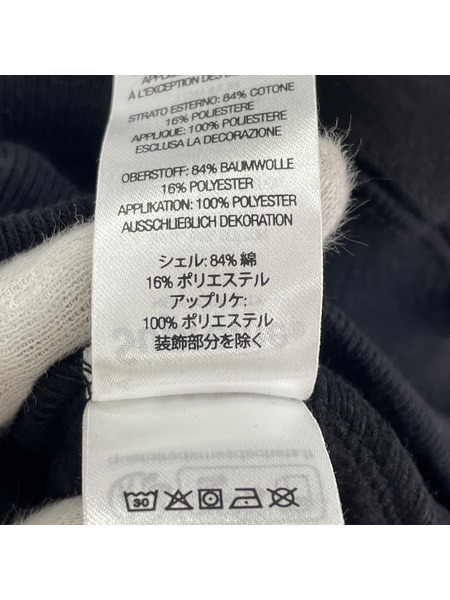 À L'EXCEPTION DES
STRATO ESTERNO: 84% COTONE
16% POLIESTERE
APPLIQUE: 100% POLIESTERE
ESCLUSA LA DECORAZIONE
OBERSTOFF: 84% BAUMWOLLE
16% POLYESTER
APPLIKATION: 100% POLYESTER
AUSSCHLIEßLICH DEKORATION
シェル: 84% 綿
16% ポリエステル
アップリケ:
100% ポリエステル
装飾部分を除く
30